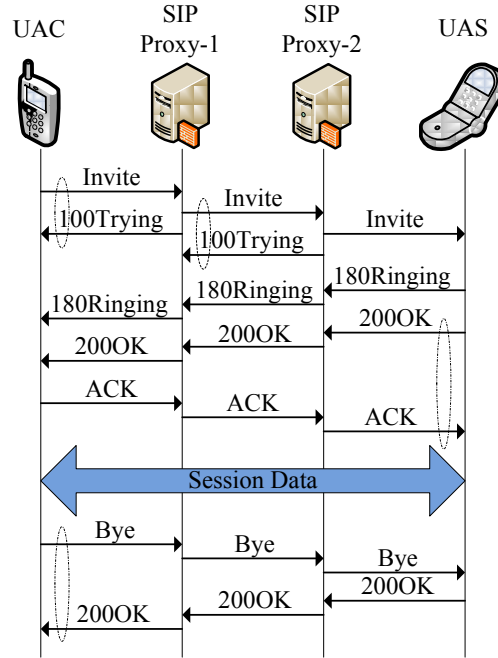 UAC
SIP
Proxy-1
SIP
Proxy-2
UAS
Invite
Invite
100Trying
Invite
100Trying
180Ringing
180Ringing
180Ringing
200OK
200OK
200OK
ACK
ACK
ACK
Session Data
Bye
Bye
Bye
200OK
200OK
200OK